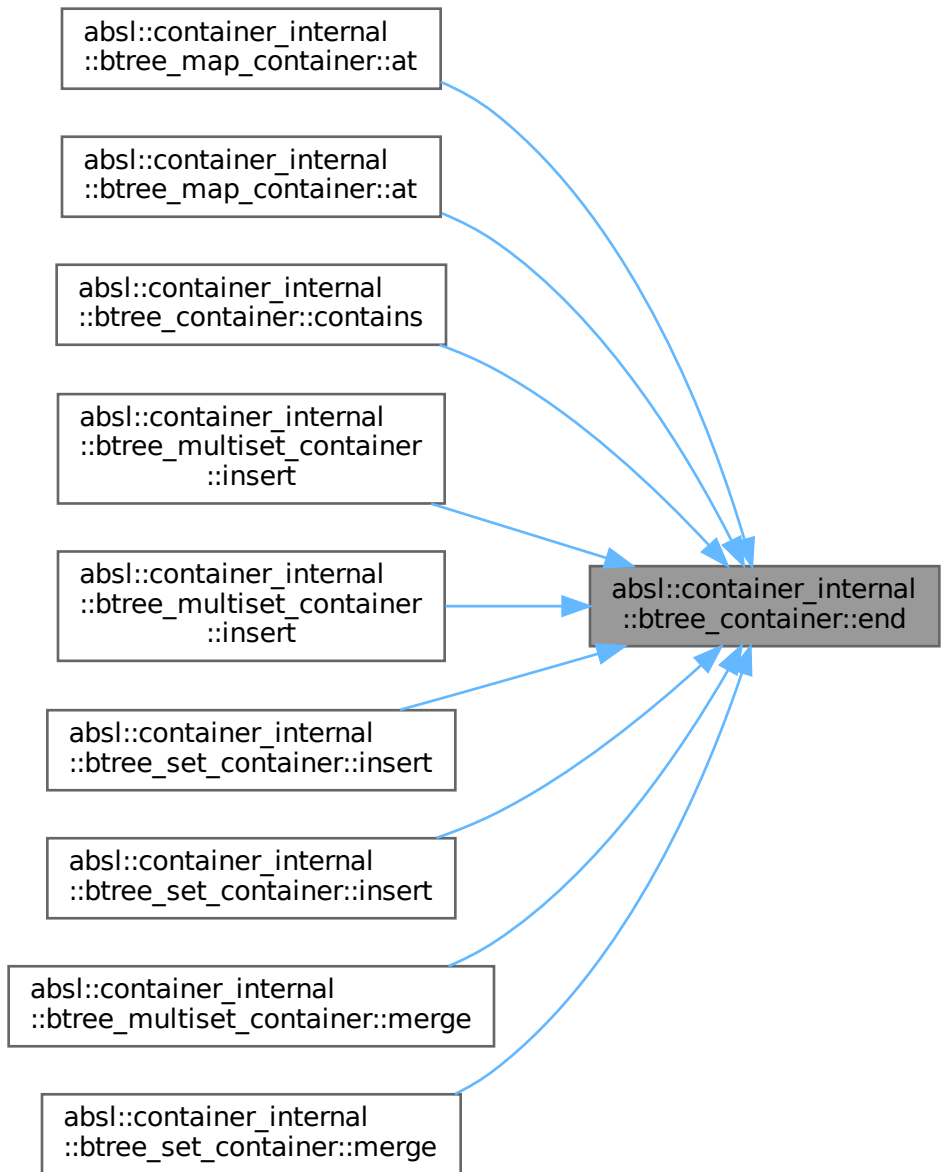 absl::container_internal
::btree_map_container::at
absl::container_internal
::btree_map_container::at
absl::container_internal
::btree_container::contains
absl::container_internal
::btree_multiset_container
::insert
absl::container_internal
::btree_multiset_container
::insert
absl::container_internal
::btree_container::end
absl::container_internal
::btree_set_container::insert
absl::container_internal
::btree_set_container::insert
absl::container_internal
::btree_multiset_container::merge
absl::container_internal
::btree_set_container::merge